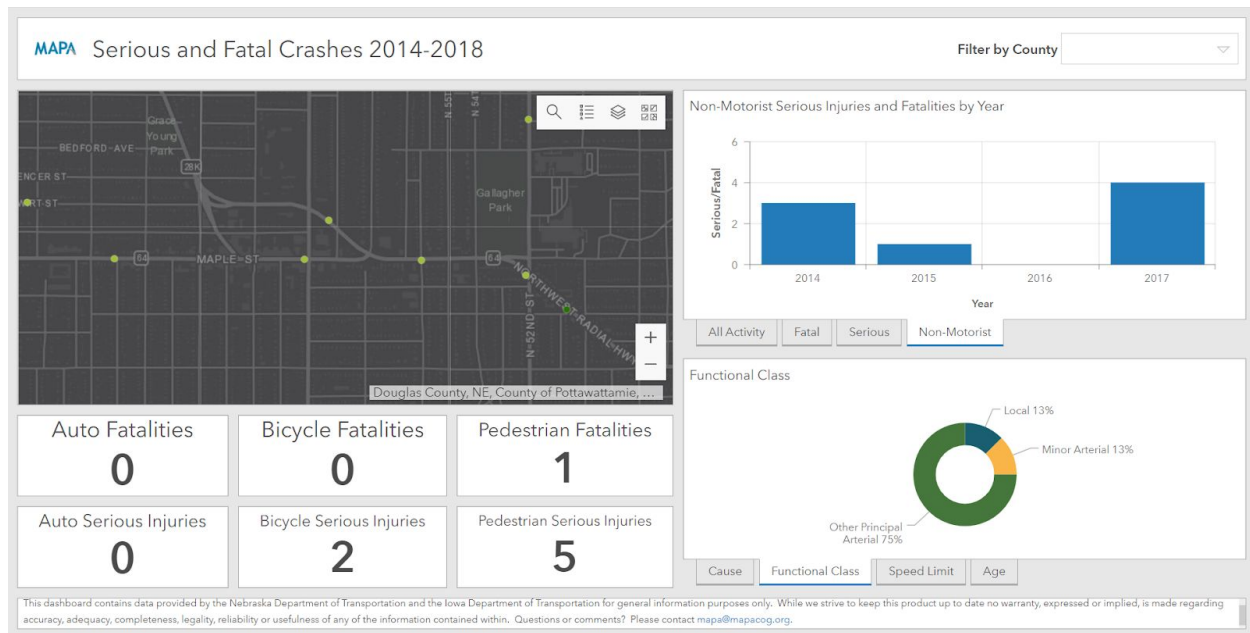 MAPA Serious and Fatal Crashes 2014-2018
Filter by County
Grace
Young
Park
BEDFORD-AVE
28K
N 55T
N 54T
ENCER ST
Gallagher
Park
64
MAPLE-ST
64
NORTHWEST-RADIAL-HWY
N-52ND-ST
+
−
Douglas County, NE, County of Pottawattamie, ...
Auto Fatalities
0
Bicycle Fatalities
0
Pedestrian Fatalities
1
Auto Serious Injuries
0
Bicycle Serious Injuries
2
Pedestrian Serious Injuries
5
Non-Motorist Serious Injuries and Fatalities by Year
Serious/Fatal
6
4
2
0
2014 2015 2016 2017
Year
All Activity Fatal Serious Non-Motorist
Functional Class
Local 13%
Minor Arterial 13%
Other Principal
Arterial 75%
Cause Functional Class Speed Limit Age
This dashboard contains data provided by the Nebraska Department of Transportation and the Iowa Department of Transportation for general information purposes only. While we strive to keep this product up to date no warranty, expressed or implied, is made regarding
accuracy, adequacy, completeness, legality, reliability or usefulness of any of the information contained within. Questions or comments? Please contact mapa@mapacog.org.